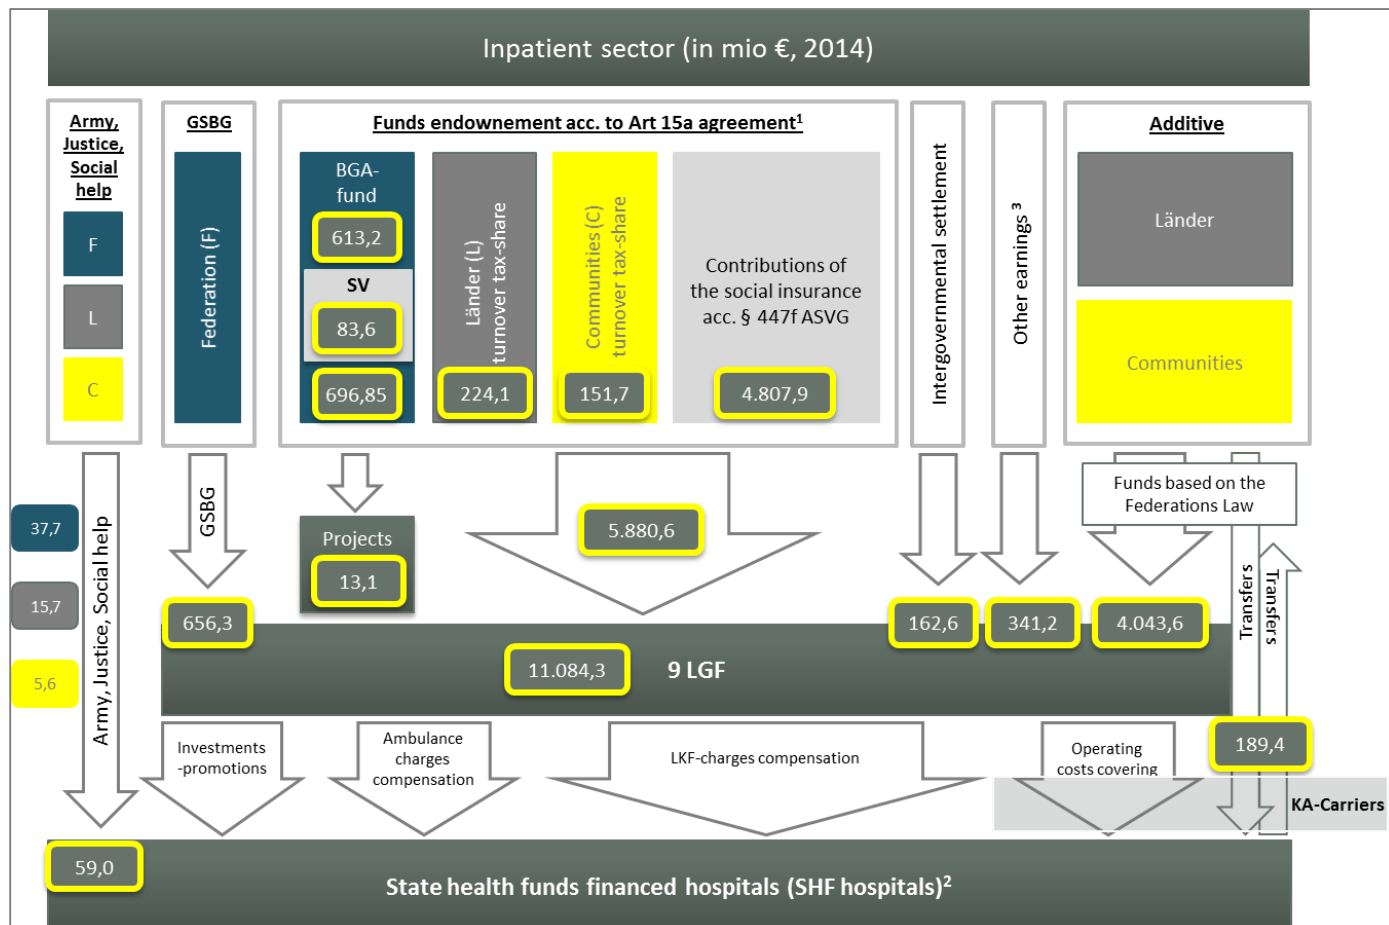 Inpatient sector (in mio €, 2014)
Army,
Justice,
Social
help
F
L
C
GSBG
Federation (F)
Funds endownement acc. to Art 15a agreement¹
BGA-
fund
613,2
SV
83,6
696,85
Länder (L)
turnover tax-share
224,1
Communities (C)
turnover tax-share
151,7
Contributions of
the social insurance
acc. § 447f ASVG
4.807,9
Intergovernmental settlement
Other earnings ³
Additive
Länder
Communities
37,7
15,7
5,6
Army, Justice, Social help
GSBG
Projects
13,1
5.880,6
Funds based on the
Federations Law
Transfers
Transfers
656,3
162,6
341,2
4.043,6
11.084,3
9 LGF
Investments
-promotions
Ambulance
charges
compensation
LKF-charges compensation
Operating
costs covering
189,4
KA-Carriers
59,0
State health funds financed hospitals (SHF hospitals)²